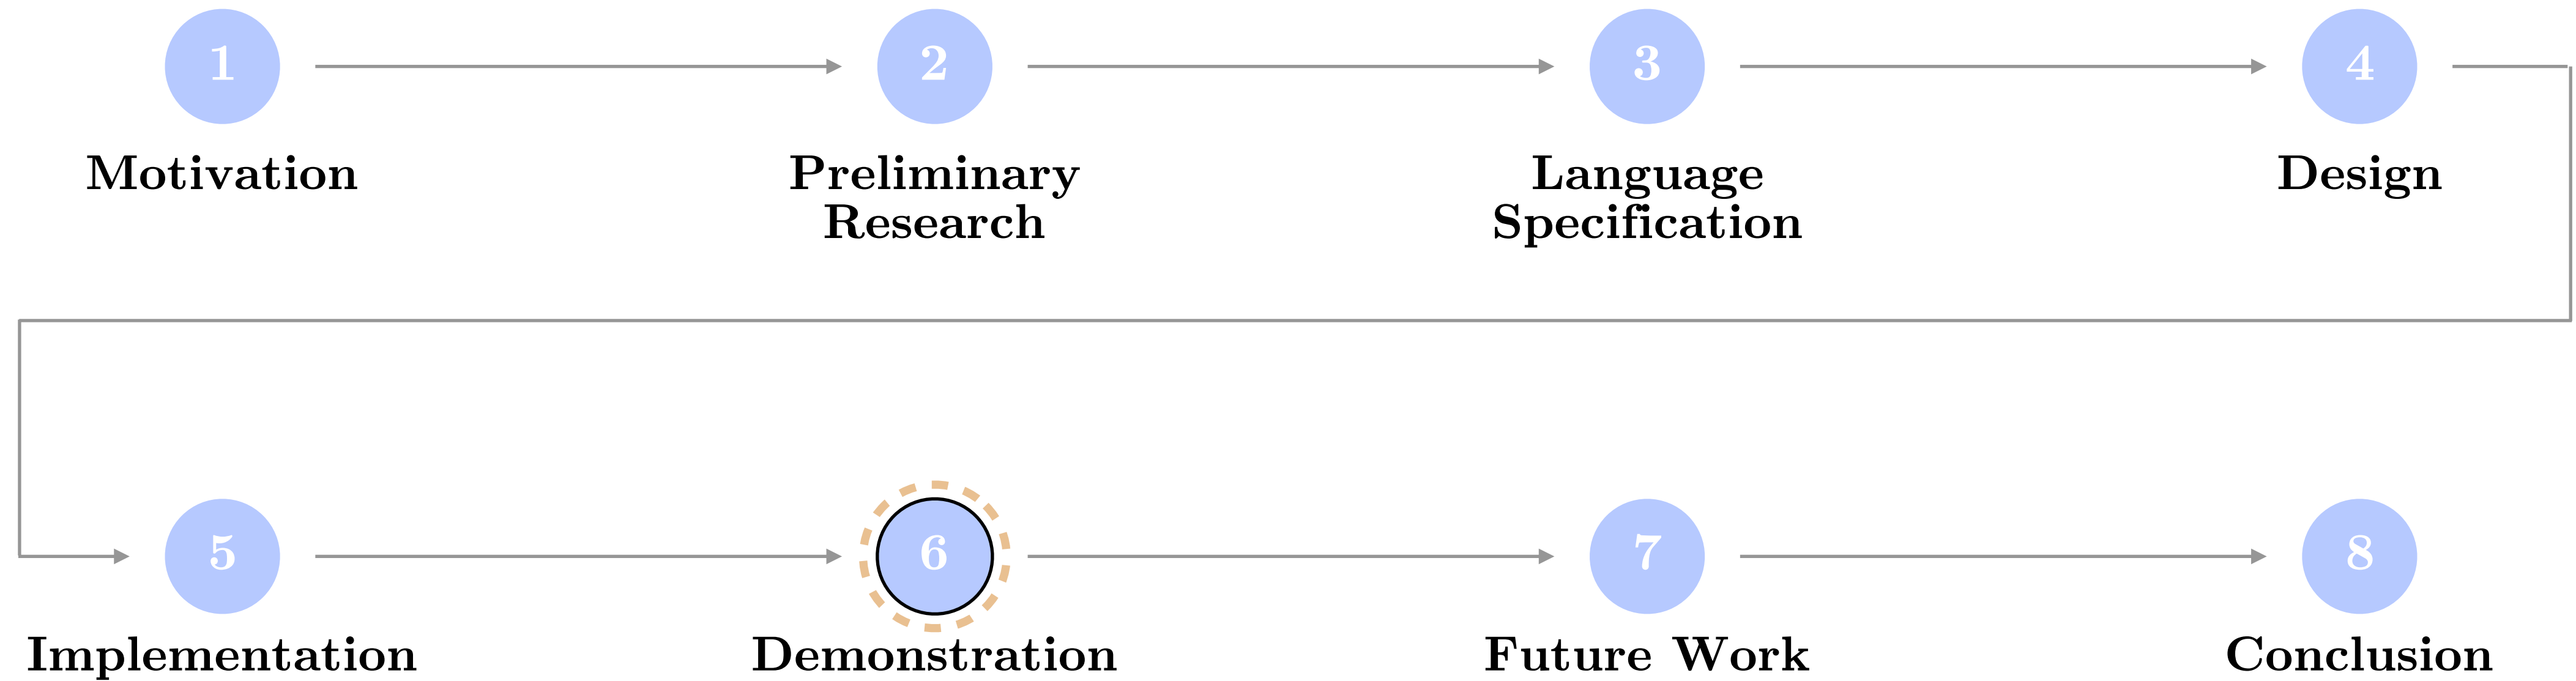 1
Motivation
2
Preliminary
Research
3
Language
Specification
4
Design
5
Implementation
6
Demonstration
7
Future Work
8
Conclusion